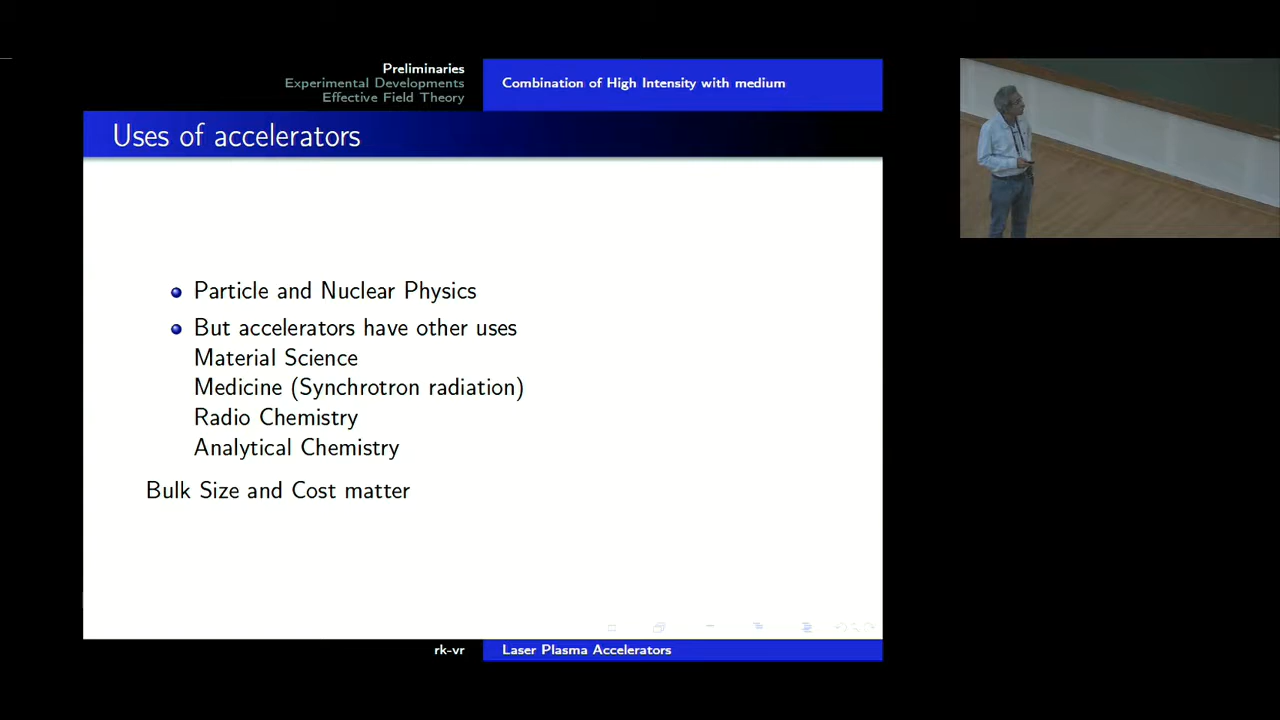 Preliminaries
Experimental Developments
Effective Field Theory
Combination of High Intensity with medium
Uses of accelerators
Particle and Nuclear Physics
But accelerators have other uses
Material Science
Medicine (Synchrotron radiation)
Radio Chemistry
Analytical Chemistry
Bulk Size and Cost matter
rk-vr
Laser Plasma Accelerators